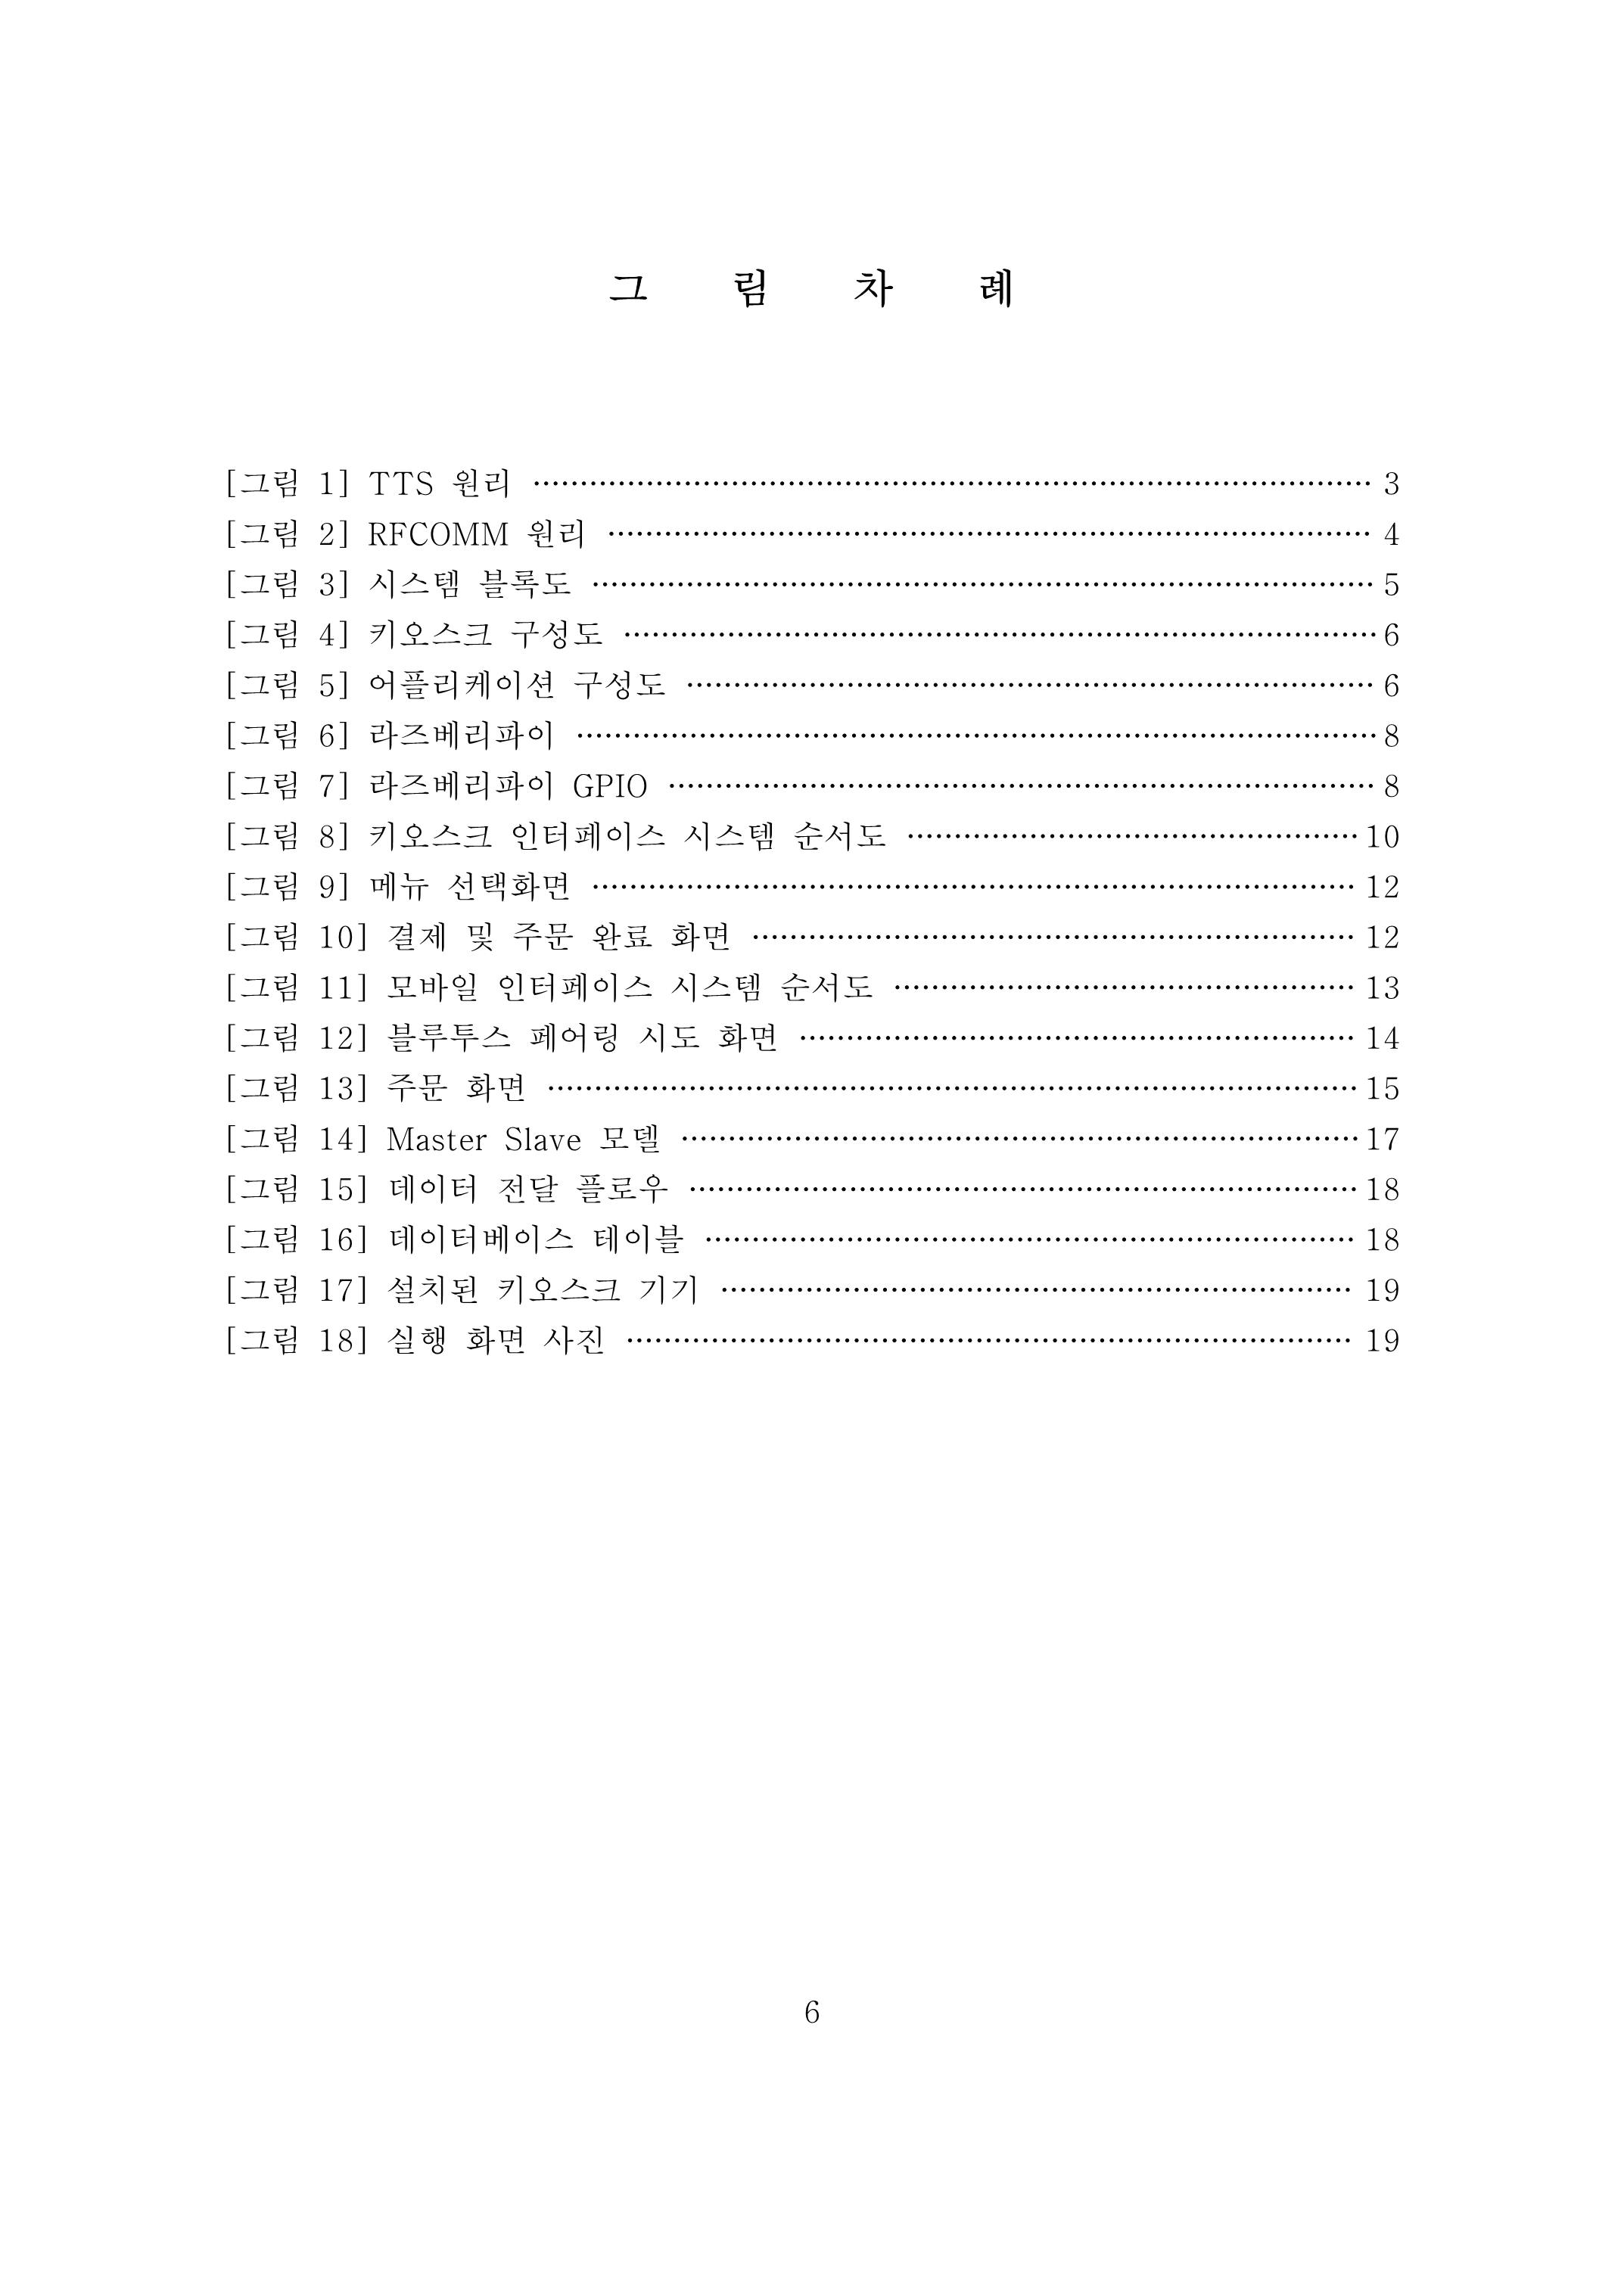 그 림 차 례
[그림 1] TTS 원리 ………………………………………………………………………… 3
[그림 2] RFCOMM 원리 ………………………………………………………………… 4
[그림 3] 시스템 블록도 …………………………………………………………………… 5
[그림 4] 키오스크 구성도 ………………………………………………………………… 6
[그림 5] 어플리케이션 구성도 …………………………………………………………… 6
[그림 6] 라즈베리파이 …………………………………………………………………… 8
[그림 7] 라즈베리파이 GPIO …………………………………………………………… 8
[그림 8] 키오스크 인터페이스 시스템 순서도 ………………………………………… 10
[그림 9] 메뉴 선택화면 ………………………………………………………………… 12
[그림 10] 결제 및 주문 완료 화면 ……………………………………………………… 12
[그림 11] 모바일 인터페이스 시스템 순서도 ………………………………………… 13
[그림 12] 블루투스 페어링 시도 화면 ………………………………………………… 14
[그림 13] 주문 화면 ……………………………………………………………………… 15
[그림 14] Master Slave 모델 …………………………………………………………… 17
[그림 15] 데이터 전달 플로우 …………………………………………………………… 18
[그림 16] 데이터베이스 테이블 ………………………………………………………… 18
[그림 17] 설치된 키오스크 기기 ………………………………………………………… 19
[그림 18] 실행 화면 사진 ………………………………………………………………… 19
6